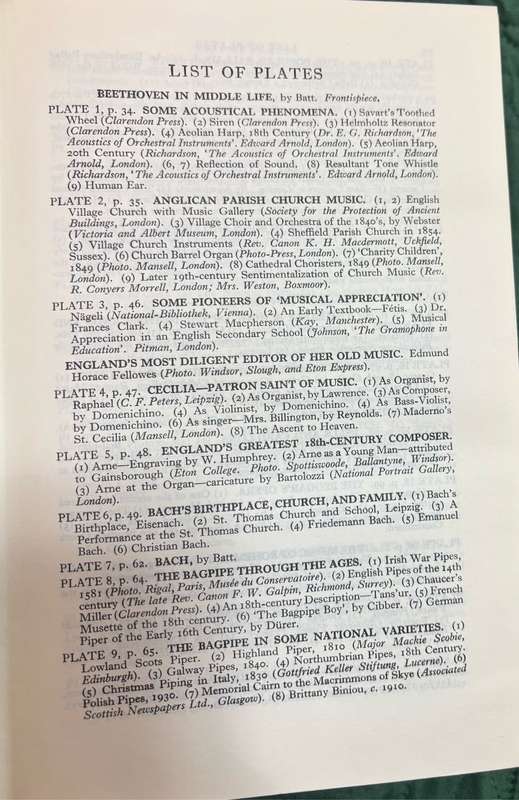 LIST OF PLATES
BEETHOVEN IN MIDDLE LIFE, by Batt. Frontispiece.
PLATE 1, p. 34. SOME ACOUSTICAL PHENOMENA. (1) Savart's Toothed
Wheel (Clarendon Press). (2) Siren (Clarendon Press). (3) Helmholtz Resonator
(Clarendon Press). (4) Aeolian Harp, 18th Century (Dr. E. G. Richardson, 'The
Acoustics of Orchestral Instruments'. Edward Arnold, London). (5) Aeolian Harp,
20th Century (Richardson, 'The Acoustics of Orchestral Instruments'. Edward
Arnold, London). (6, 7) Reflection of Sound. (8) Resultant Tone Whistle
(Richardson, 'The Acoustics of Orchestral Instruments'. Edward Arnold, London).
(9) Human Ear.
PLATE 2, p. 35. ANGLICAN PARISH CHURCH MUSIC. (1, 2) English
Village Church with Music Gallery (Society for the Protection of Ancient
Buildings, London). (3) Village Choir and Orchestra of the 1840's, by Webster
(Victoria and Albert Museum, London). (4) Sheffield Parish Church in 1854.
(5) Village Church Instruments (Rev. Canon K. H. Macdermott, Uckfield,
Sussex). (6) Church Barrel Organ (Photo-Press, London). (7) 'Charity Children',
1849 (Photo. Mansell, London). (8) Cathedral Choristers, 1849 (Photo. Mansell,
London). (9) Later 19th-century Sentimentalization of Church Music (Rev.
R. Conyers Morrell, London; Mrs. Weston, Boxmoor).
PLATE 3, p. 46. SOME PIONEERS OF 'MUSICAL APPRECIATION'. (1)
Nägeli (National-Bibliothek, Vienna). (2) An Early Textbook—Fétis. (3) Dr.
Frances Clark. (4) Stewart Macpherson (Kay, Manchester). (5) Musical
Appreciation in an English Secondary School (Johnson, 'The Gramophone in
Education'. Pitman, London).
ENGLAND'S MOST DILIGENT EDITOR OF HER OLD MUSIC. Edmund
Horace Fellowes (Photo. Windsor, Slough, and Eton Express).
PLATE 4, p. 47. CECILIA—PATRON SAINT OF MUSIC. (1) As Organist, by
Raphael (C. F. Peters, Leipzig). (2) As Organist, by Lawrence. (3) As Composer,
by Domenichino. (4) As Violinist, by Domenichino. (4) As Bass-Violist,
by Domenichino. (6) As singer—Mrs. Billington, by Reynolds. (7) Maderno's
St. Cecilia (Mansell, London). (8) The Ascent to Heaven.
PLATE 5, p. 48. ENGLAND'S GREATEST 18th-CENTURY COMPOSER.
(1) Arne—Engraving by W. Humphrey. (2) Arne as a Young Man—attributed
to Gainsborough (Eton College. Photo. Spottiswoode, Ballantyne, Windsor).
(3) Arne at the Organ—caricature by Bartolozzi (National Portrait Gallery,
London).
PLATE 6, p. 49. BACH'S BIRTHPLACE, CHURCH, AND FAMILY. (1) Bach's
Birthplace, Eisenach. (2) St. Thomas Church and School, Leipzig. (3) A
Performance at the St. Thomas Church. (4) Friedemann Bach. (5) Emanuel
Bach. (6) Christian Bach.
PLATE 7, p. 62. BACH, by Batt.
PLATE 8, p. 64. THE BAGPIPE THROUGH THE AGES. (1) Irish War Pipes,
1581 (Photo. Rigal, Paris, Musée du Conservatoire). (2) English Pipes of the 14th
century (The late Rev. Canon F. W. Galpin, Richmond, Surrey). (3) Chaucer's
Miller (Clarendon Press). (4) An 18th-century Description—Tans'ur. (5) French
Musette of the 18th century. (6) 'The Bagpipe Boy', by Cibber. (7) German
Piper of the Early 16th Century, by Dürer.
PLATE 9, p. 65. THE BAGPIPE IN SOME NATIONAL VARIETIES. (1)
Lowland Scots Piper. (2) Highland Piper, 1810 (Major Mackie Scobie,
Edinburgh). (3) Galway Pipes, 1840. (4) Northumbrian Pipes, 18th Century.
(5) Christmas Piping in Italy, 1830 (Gottfried Keller Stiftung, Lucerne). (6)
Polish Pipes, 1930. (7) Memorial Cairn to the Macrimmons of Skye (Associated
Scottish Newspapers Ltd., Glasgow). (8) Brittany Biniou, c. 1910.